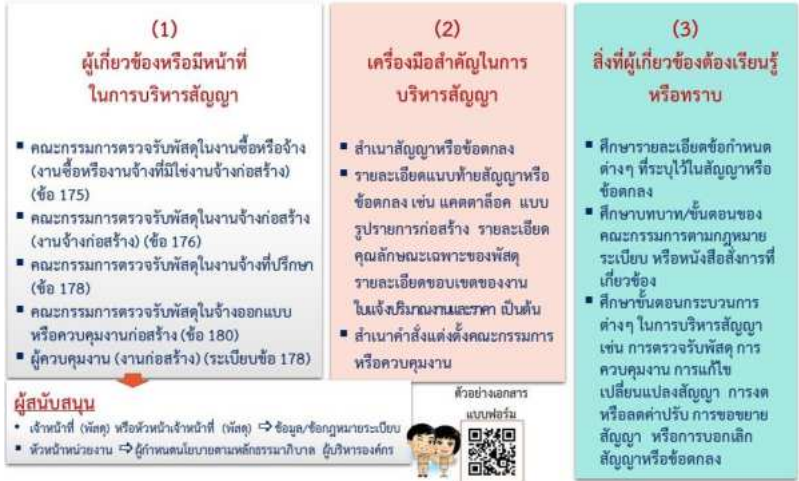 (1)
ผู้เกี่ยวข้องหรือมีหน้าที่
ในการบริหารสัญญา
▪ คณะกรรมการตรวจรับพัสดุในงานซื้อหรือจ้าง
(งานซื้อหรืองานจ้างที่มิใช่งานจ้างก่อสร้าง)
(ข้อ 175)
▪ คณะกรรมการตรวจรับพัสดุในงานจ้างก่อสร้าง
(งานจ้างก่อสร้าง) (ข้อ 176)
▪ คณะกรรมการตรวจรับพัสดุในงานจ้างที่ปรึกษา
(ข้อ 178)
▪ คณะกรรมการตรวจรับพัสดุในจ้างออกแบบ
หรือควบคุมงานก่อสร้าง (ข้อ 180)
▪ ผู้ควบคุมงาน (งานก่อสร้าง) (ระเบียบข้อ 178)
ผู้สนับสนุน
• เจ้าหน้าที่ (พัสดุ) หรือหัวหน้าเจ้าหน้าที่ (พัสดุ) ⇨ ข้อมูล/ข้อกฎหมายระเบียบ
▪ หัวหน้าหน่วยงาน ⇨ ผู้กำหนดนโยบายตามหลักธรรมาภิบาล ผู้บริหารองค์กร
(2)
เครื่องมือสำคัญในการ
บริหารสัญญา
▪ สำเนาสัญญาหรือข้อตกลง
▪ รายละเอียดแนบท้ายสัญญาหรือ
ข้อตกลง เช่น แคตตาล็อค แบบ
รูปรายการก่อสร้าง รายละเอียด
คุณลักษณะเฉพาะของพัสดุ
รายละเอียดขอบเขตของงาน
ใบแจ้งปริมาณงานและราคา เป็นต้น
▪ สำเนาคำสั่งแต่งตั้งคณะกรรมการ
หรือควบคุมงาน
ตัวอย่างเอกสาร
แบบฟอร์ม
(3)
สิ่งที่ผู้เกี่ยวข้องต้องเรียนรู้
หรือทราบ
▪ ศึกษารายละเอียดข้อกำหนด
ต่างๆ ที่ระบุไว้ในสัญญาหรือ
ข้อตกลง
▪ ศึกษาบทบาท/ขั้นตอนของ
คณะกรรมการตามกฎหมาย
ระเบียบ หรือหนังสือสั่งการที่
เกี่ยวข้อง
▪ ศึกษาขั้นตอนกระบวนการ
ต่างๆ ในการบริหารสัญญา
เช่น การตรวจรับพัสดุ การ
ควบคุมงาน การแก้ไข
เปลี่ยนแปลงสัญญา การงด
หรือลดค่าปรับ การขอขยาย
สัญญา หรือการบอกเลิก
สัญญาหรือข้อตกลง